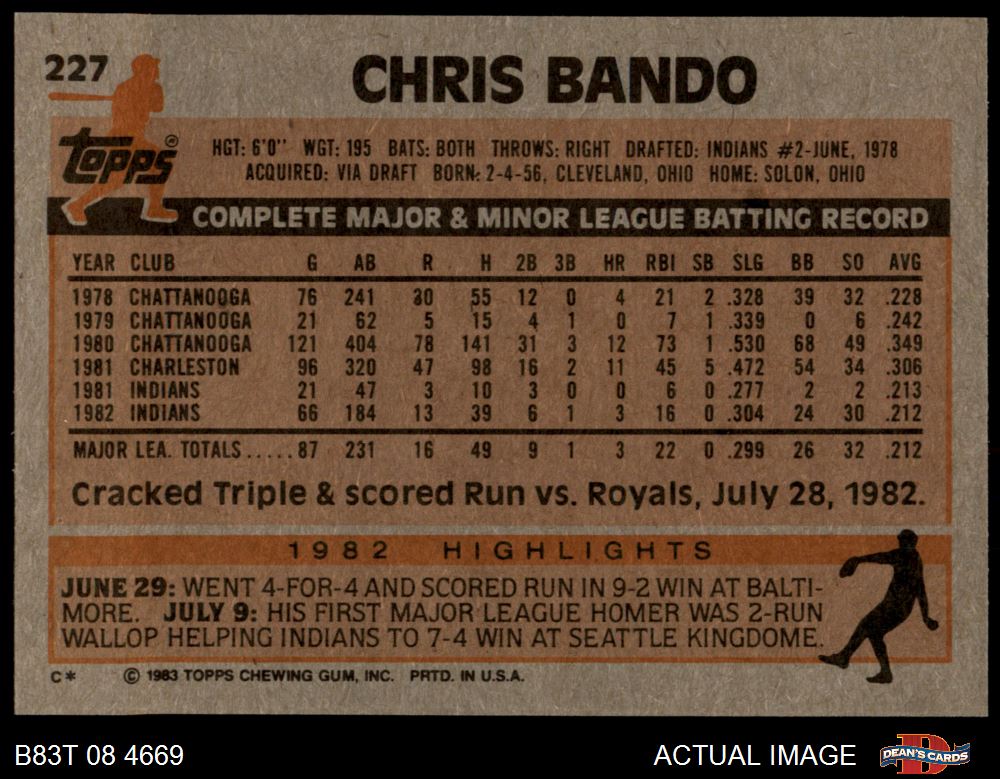 227
CHRIS BANDO
Topps®
HGT: 6'0" WGT: 195 BATS: BOTH THROWS: RIGHT DRAFTED: INDIANS #2-JUNE, 1978
ACQUIRED: VIA DRAFT BORN: 2-4-56, CLEVELAND, OHIO HOME: SOLON, OHIO
COMPLETE MAJOR & MINOR LEAGUE BATTING RECORD
YEAR CLUB G AB R H 2B 3B HR RBI SB SLG BB SO AVG
1978 CHATTANOOGA 76 241 30 55 12 0 4 21 2 .328 39 32 .228
1979 CHATTANOOGA 21 62 5 15 4 1 0 7 1 .339 0 6 .242
1980 CHATTANOOGA 121 404 78 141 31 3 12 73 1 .530 68 49 .349
1981 CHARLESTON 96 320 47 98 16 2 11 45 5 .472 54 34 .306
1981 INDIANS 21 47 3 10 3 0 0 6 0 .277 2 2 .213
1982 INDIANS 66 184 13 39 6 1 3 16 0 .304 24 30 .212
MAJOR LEA. TOTALS.....87 231 16 49 9 1 3 22 0 .299 26 32 .212
Cracked Triple & scored Run vs. Royals, July 28, 1982.
1982 HIGHLIGHTS
JUNE 29: WENT 4-FOR-4 AND SCORED RUN IN 9-2 WIN AT BALTI-
MORE. JULY 9: HIS FIRST MAJOR LEAGUE HOMER WAS 2-RUN
WALLOP HELPING INDIANS TO 7-4 WIN AT SEATTLE KINGDOME.
C* © 1983 TOPPS CHEWING GUM, INC. PRTD. IN U.S.A.
B83T 08 4669
ACTUAL IMAGE
DEAN'S CARDS